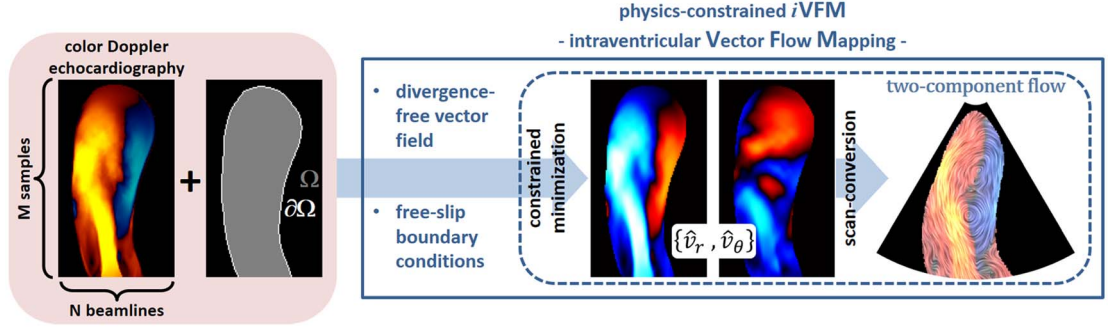 physics-constrained iVFM
- intraventricular Vector Flow Mapping -
color Doppler
echocardiography
M samples
N beamlines
+
Ω
∂Ω
• divergence-
free vector
field
• free-slip
boundary
conditions
constrained
minimization
{v̂r , v̂θ}
scan-conversion
two-component flow